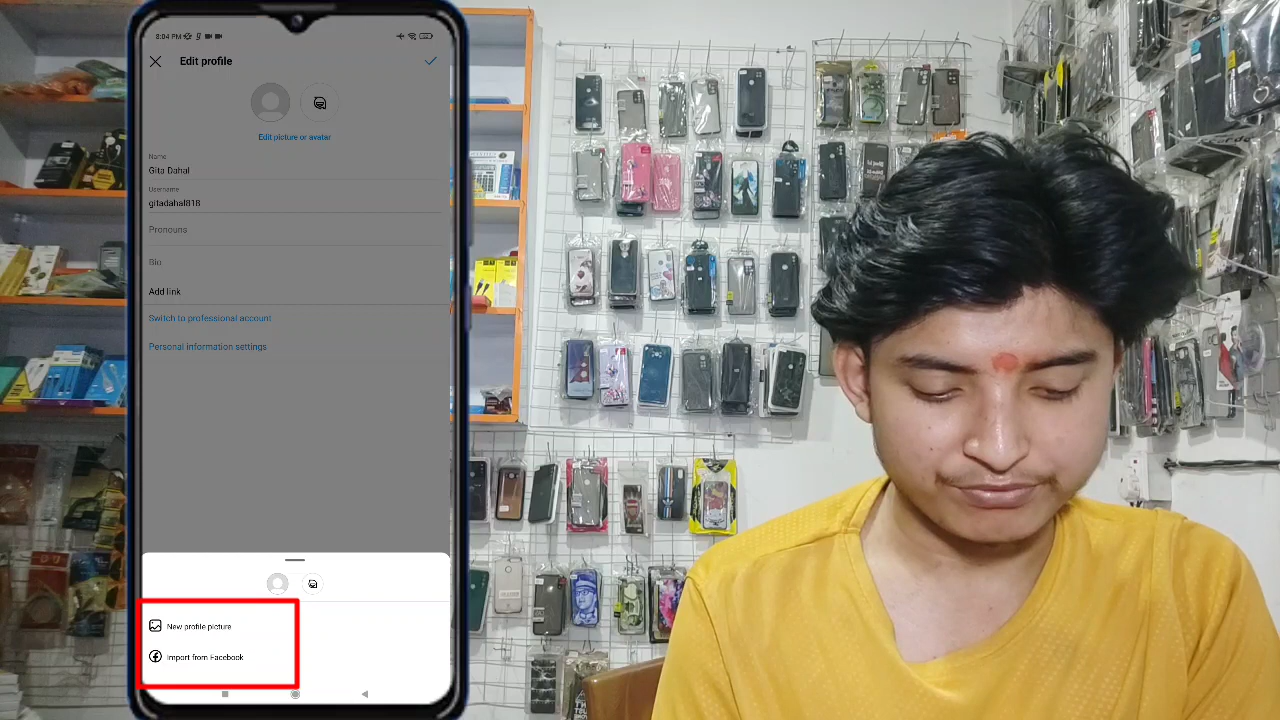 8:04 PM
Edit profile
Edit picture or avatar
Name
Gita Dahal
Username
gitadahal818
Pronouns
Bio
Add link
Switch to professional account
Personal information settings
New profile picture
Import from Facebook